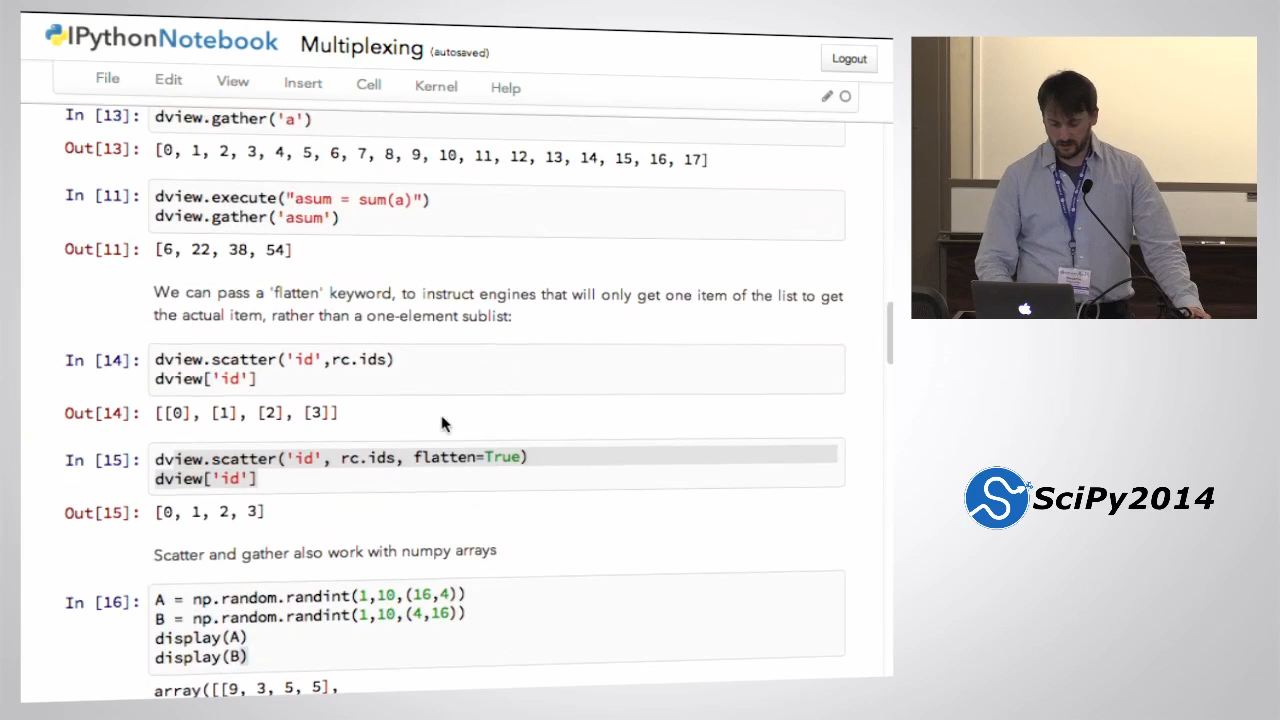 IPythonNotebook Multiplexing (autosaved)
Logout
File Edit View Insert Cell Kernel Help
In [13]: dview.gather('a')
Out[13]: [0, 1, 2, 3, 4, 5, 6, 7, 8, 9, 10, 11, 12, 13, 14, 15, 16, 17]
In [11]: dview.execute("asum = sum(a)")
dview.gather('asum')
Out[11]: [6, 22, 38, 54]
We can pass a 'flatten' keyword, to instruct engines that will only get one item of the list to get
the actual item, rather than a one-element sublist:
In [14]: dview.scatter('id',rc.ids)
dview['id']
Out[14]: [[0], [1], [2], [3]]
In [15]: dview.scatter('id', rc.ids, flatten=True)
dview['id']
Out[15]: [0, 1, 2, 3]
Scatter and gather also work with numpy arrays
In [16]: A = np.random.randint(1,10,(16,4))
B = np.random.randint(1,10,(4,16))
display(A)
display(B)
array([[9, 3, 5, 5],
SciPy2014